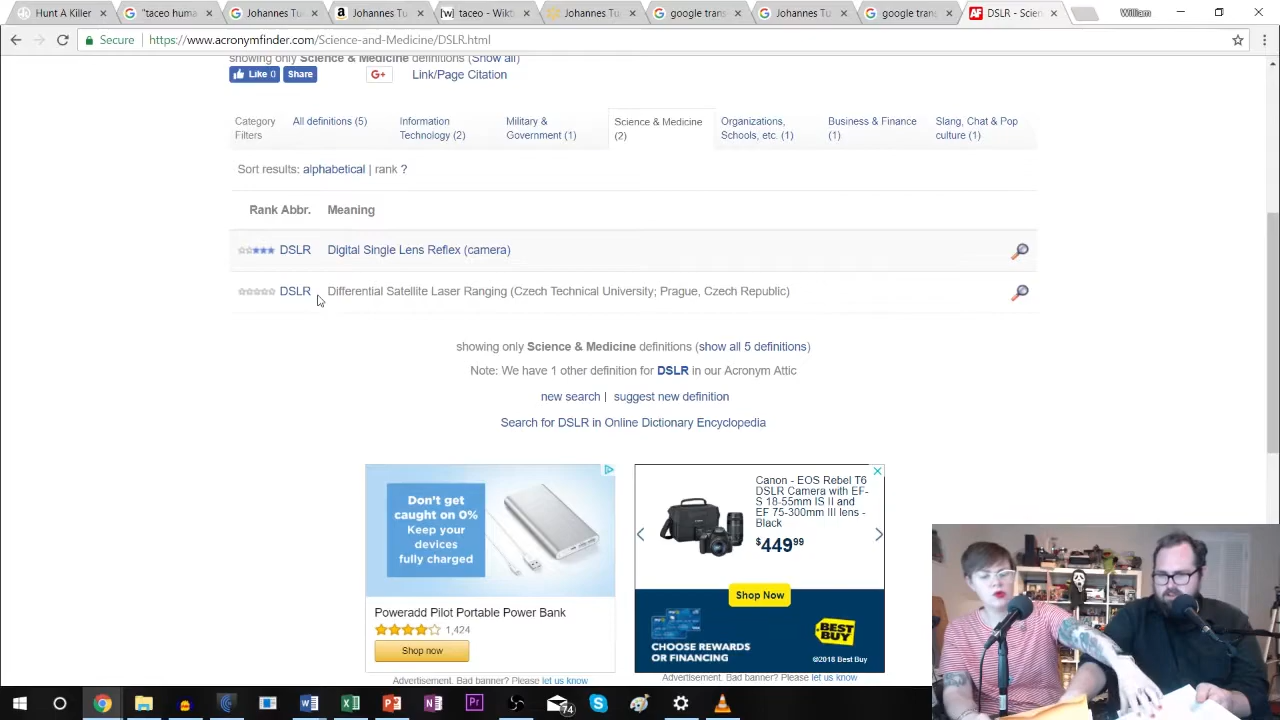 Hunt A Killer
"taceo human
Johannes Tu
Johannes Tu
taceo - Wikti
Johannes Tu
google trans
Johannes Tu
google trans
DSLR - Scien
William
Secure
https://www.acronymfinder.com/Science-and-Medicine/DSLR.html
showing only Science & Medicine definitions (Show all)
Like 0
Share
G+
Link/Page Citation
Category Filters
All definitions (5)
Information Technology (2)
Military & Government (1)
Science & Medicine (2)
Organizations, Schools, etc. (1)
Business & Finance (1)
Slang, Chat & Pop culture (1)
Sort results: alphabetical | rank ?
Rank Abbr. Meaning
DSLR Digital Single Lens Reflex (camera)
DSLR Differential Satellite Laser Ranging (Czech Technical University; Prague, Czech Republic)
showing only Science & Medicine definitions (show all 5 definitions)
Note: We have 1 other definition for DSLR in our Acronym Attic
new search | suggest new definition
Search for DSLR in Online Dictionary Encyclopedia
Don't get
caught on 0%
Keep your
devices
fully charged
Poweradd Pilot Portable Power Bank
1,424
Shop now
Advertisement. Bad banner? Please let us know
Canon - EOS Rebel T6
DSLR Camera with EF-
S 18-55mm IS II and
EF 75-300mm III lens -
Black
$449 99
Shop Now
CHOOSE REWARDS
OR FINANCING
BEST
BUY
©2018 Best Buy
Advertisement. Bad banner? Please let us know
74